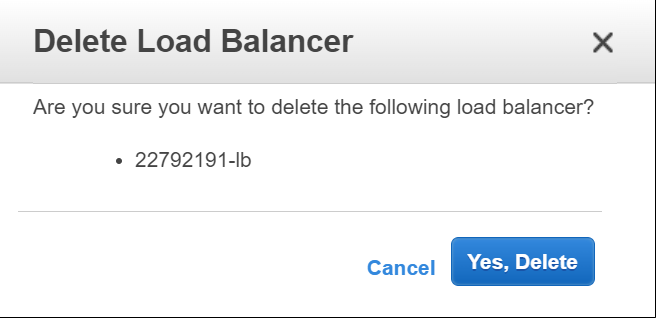 Delete Load Balancer
Are you sure you want to delete the following load balancer?
• 22792191-lb
Cancel
Yes, Delete